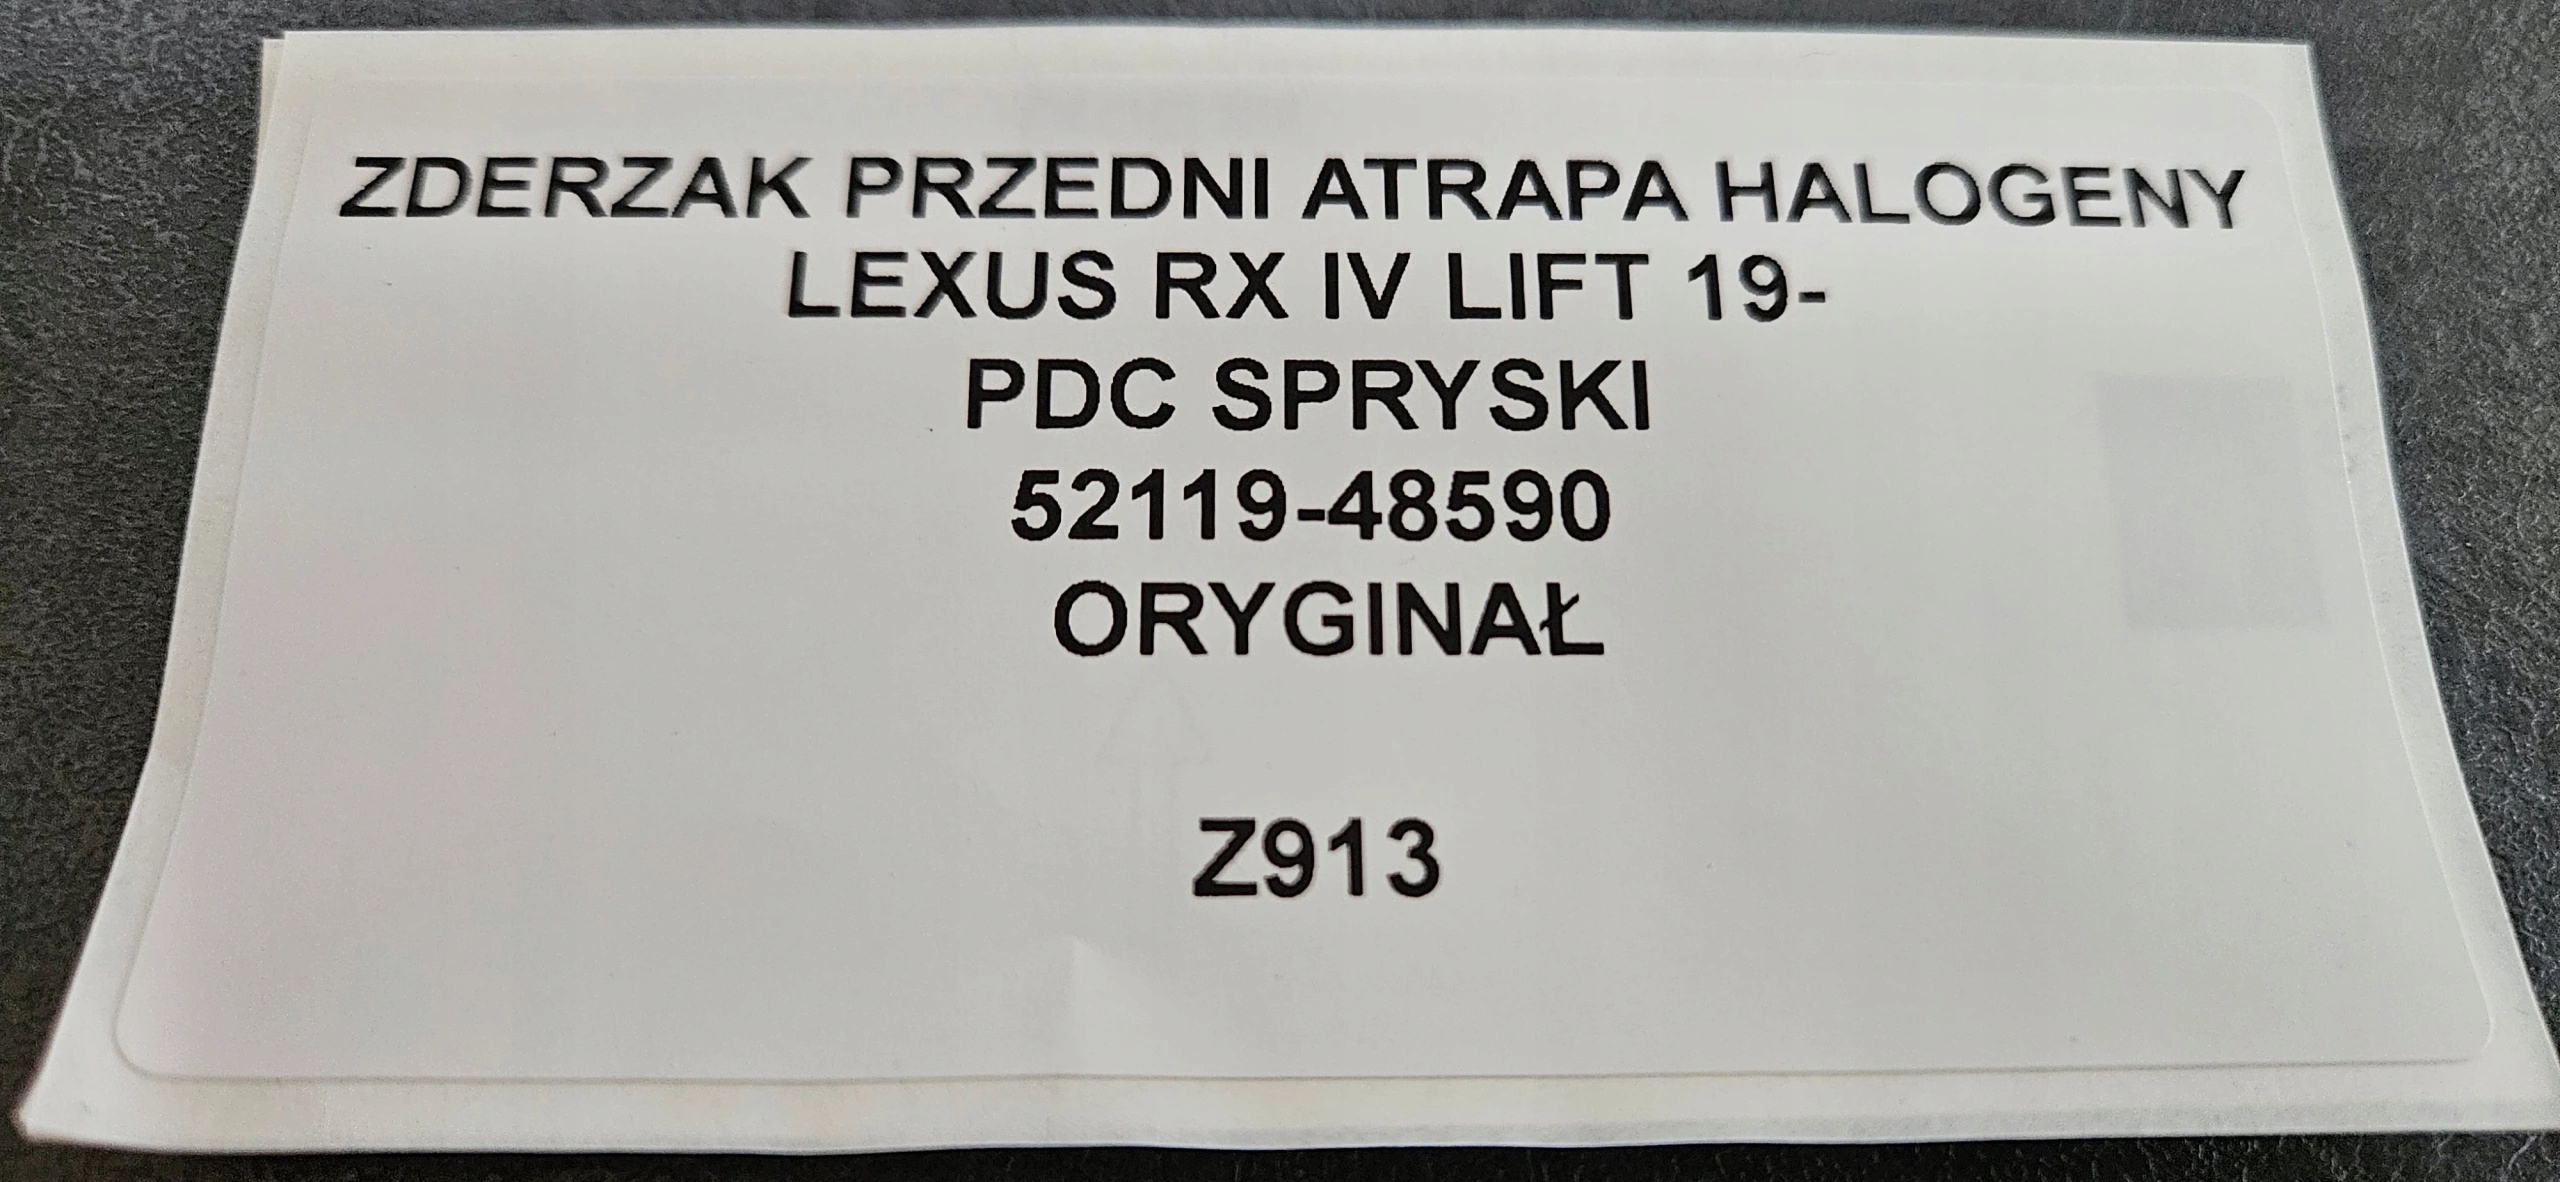 ZDERZAK PRZEDNI ATRAPA HALOGENY
LEXUS RX IV LIFT 19-
PDC SPRYSKI
52119-48590
ORYGINAŁ
Z913